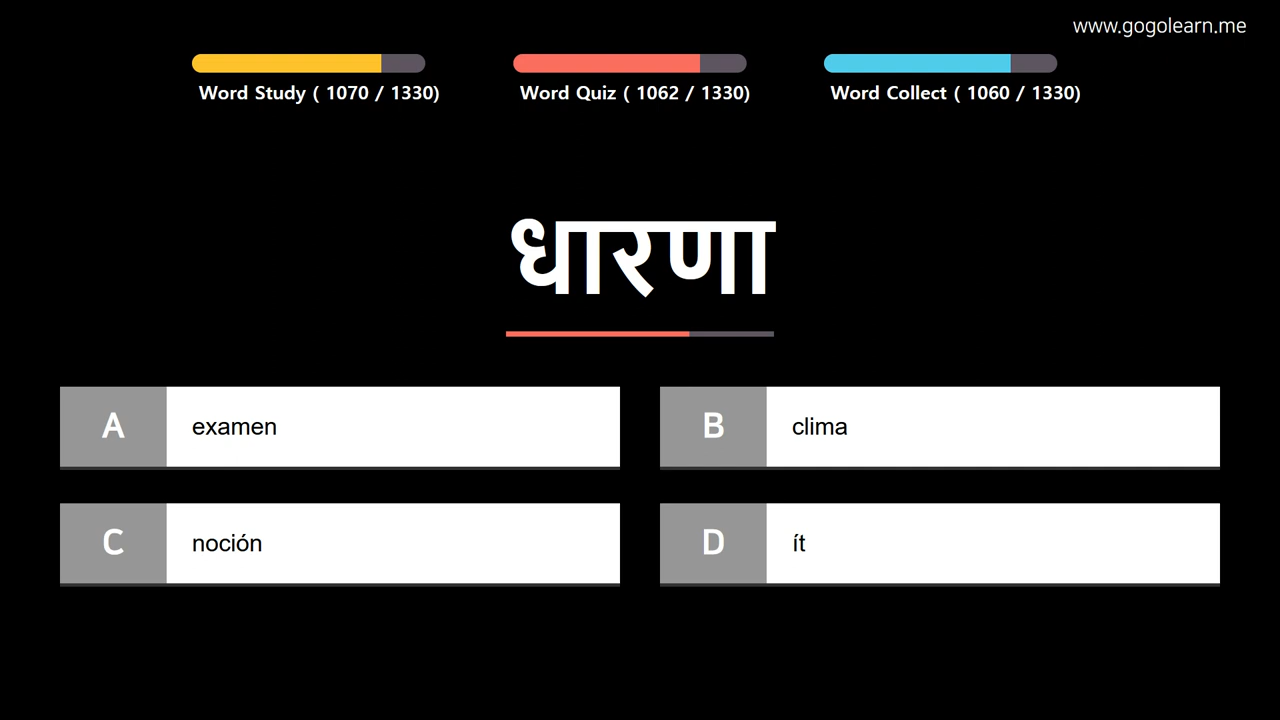 www.gogolearn.me
Word Study ( 1070 / 1330)
Word Quiz ( 1062 / 1330)
Word Collect ( 1060 / 1330)
धारणा
A examen
B clima
C noción
D ít